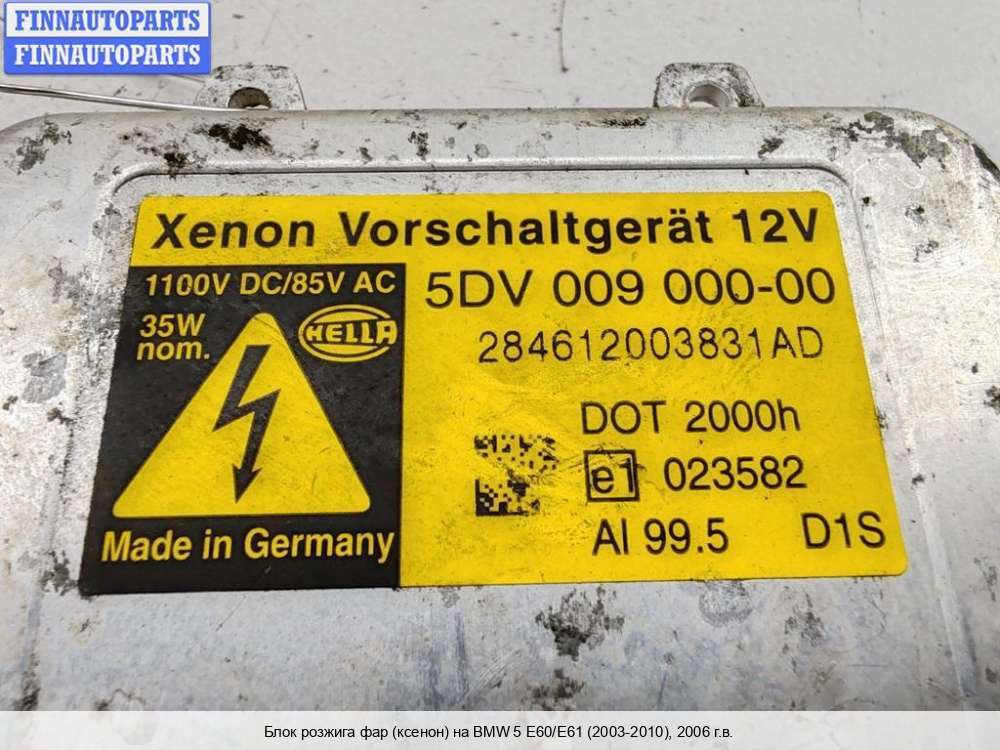 FINNAUTOPARTS
FINNAUTOPARTS
Xenon Vorschaltgerät 12V
1100V DC/85V AC
5DV 009 000-00
35W
nom.
HELLA
284612003831AD
DOT 2000h
e1 023582
Made in Germany
Al 99.5 D1S
Блок розжига фар (ксенон) на BMW 5 E60/E61 (2003-2010), 2006 г.в.